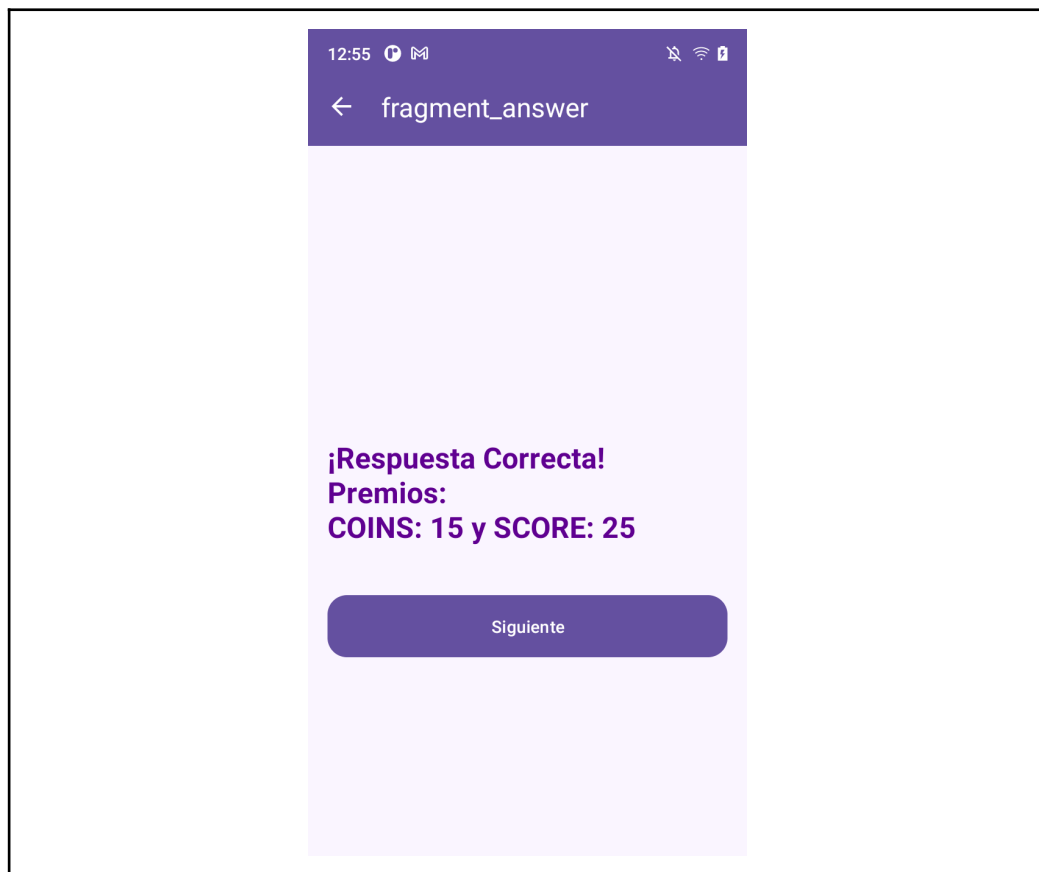 12:55
fragment_answer
¡Respuesta Correcta!
Premios:
COINS: 15 y SCORE: 25
Siguiente